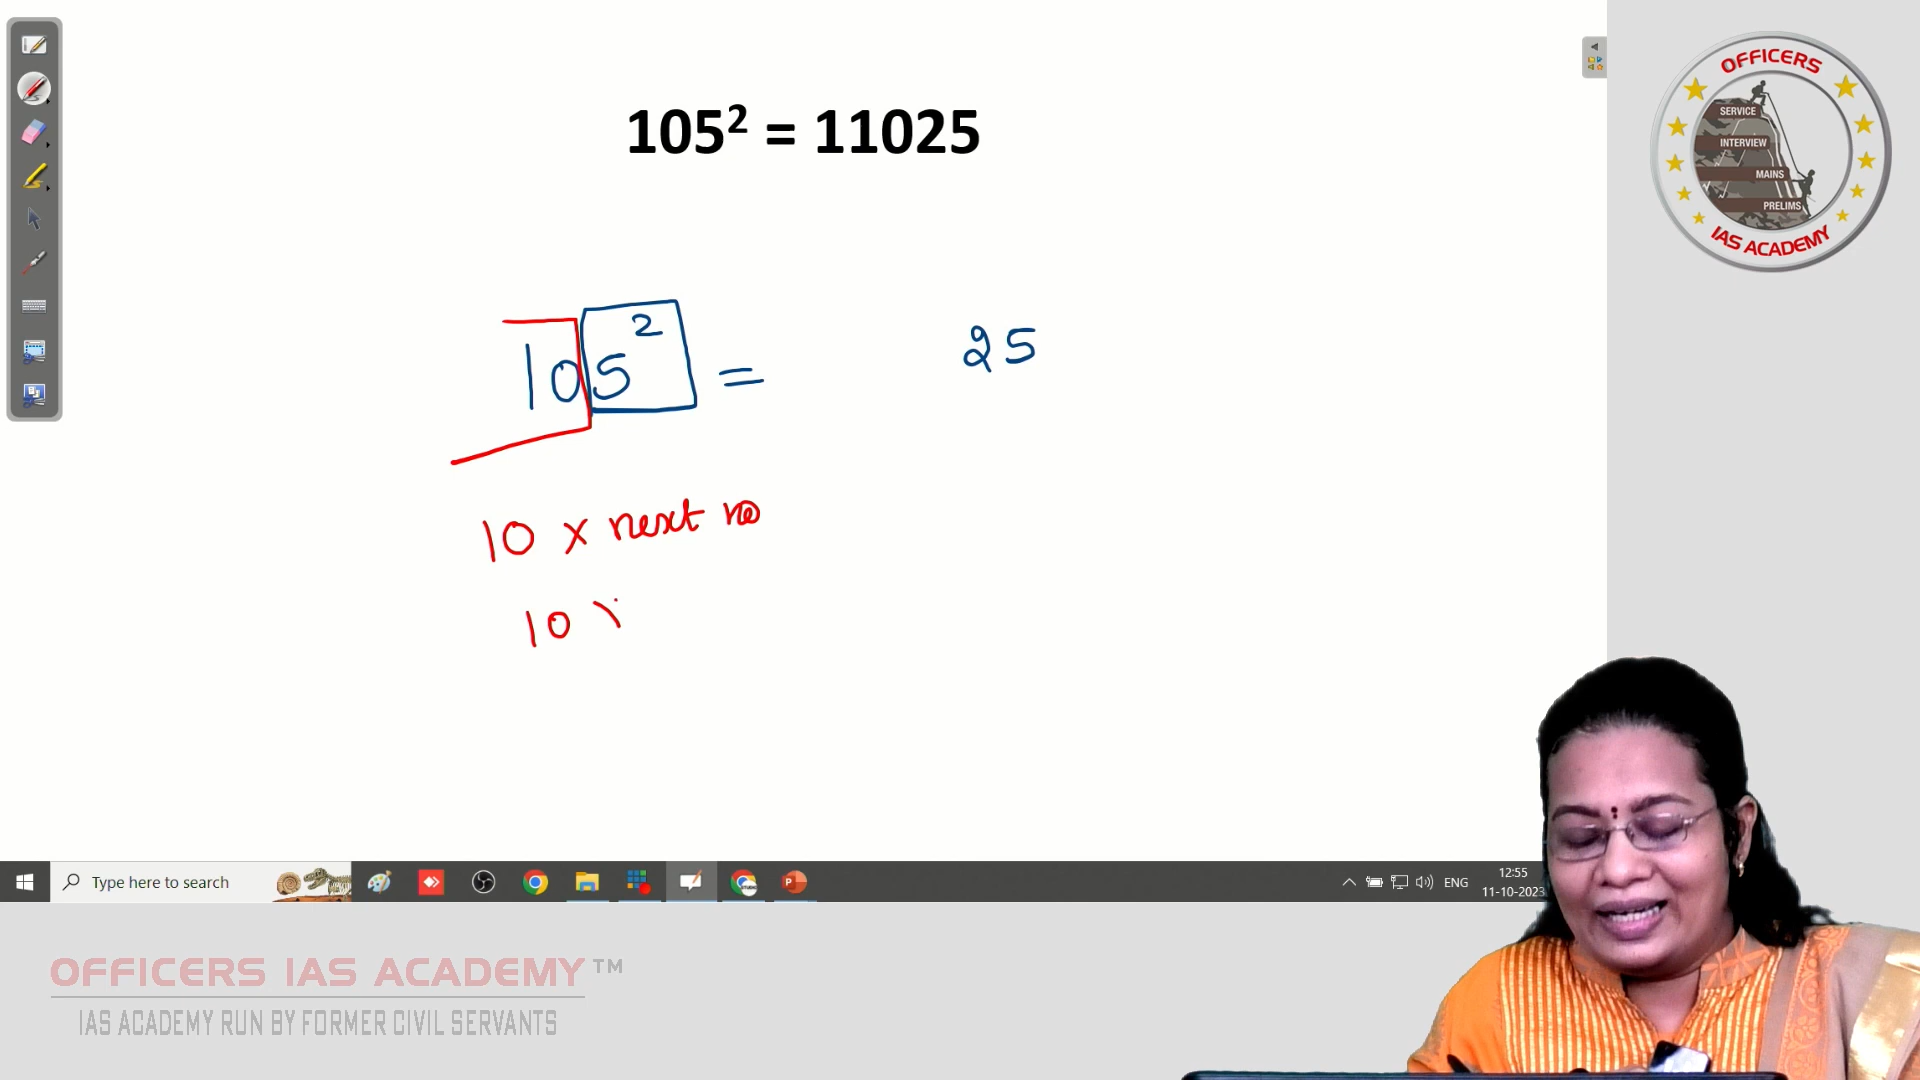 105² = 11025
OFFICERS
SERVICE
INTERVIEW
MAINS
PRELIMS
IAS ACADEMY
105² =
25
10 x next no
10 x
Type here to search
ENG
12:55
11-10-2023
OFFICERS IAS ACADEMY™
IAS ACADEMY RUN BY FORMER CIVIL SERVANTS